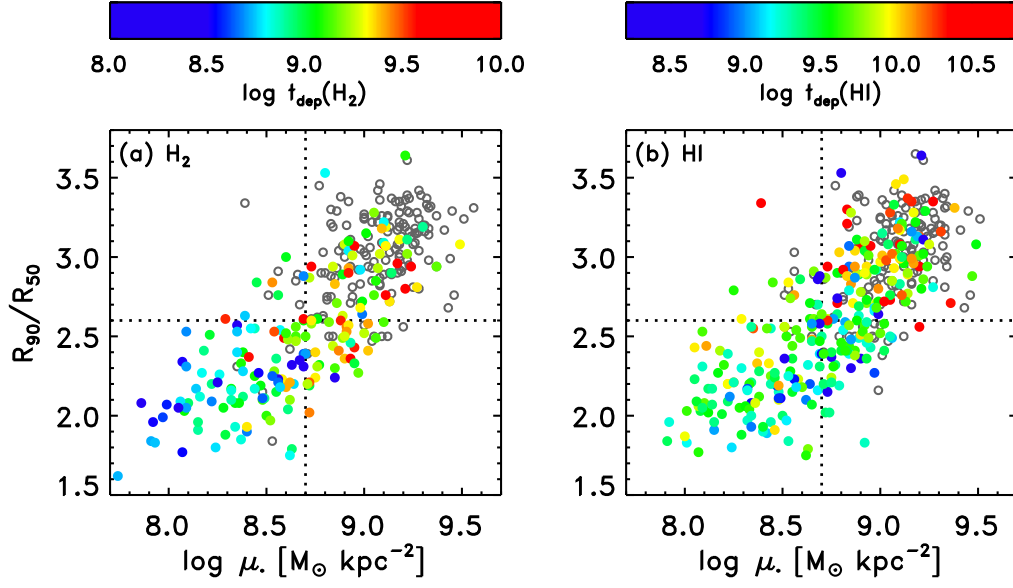 8.0 8.5 9.0 9.5 10.0
log t_dep(H₂)
8.5 9.0 9.5 10.0 10.5
log t_dep(HI)
(a) H₂
(b) HI
3.5
3.0
2.5
2.0
1.5
R₉₀/R₅₀
8.0 8.5 9.0 9.5
log μ* [M⊙ kpc⁻²]
3.5
3.0
2.5
2.0
1.5
8.0 8.5 9.0 9.5
log μ* [M⊙ kpc⁻²]